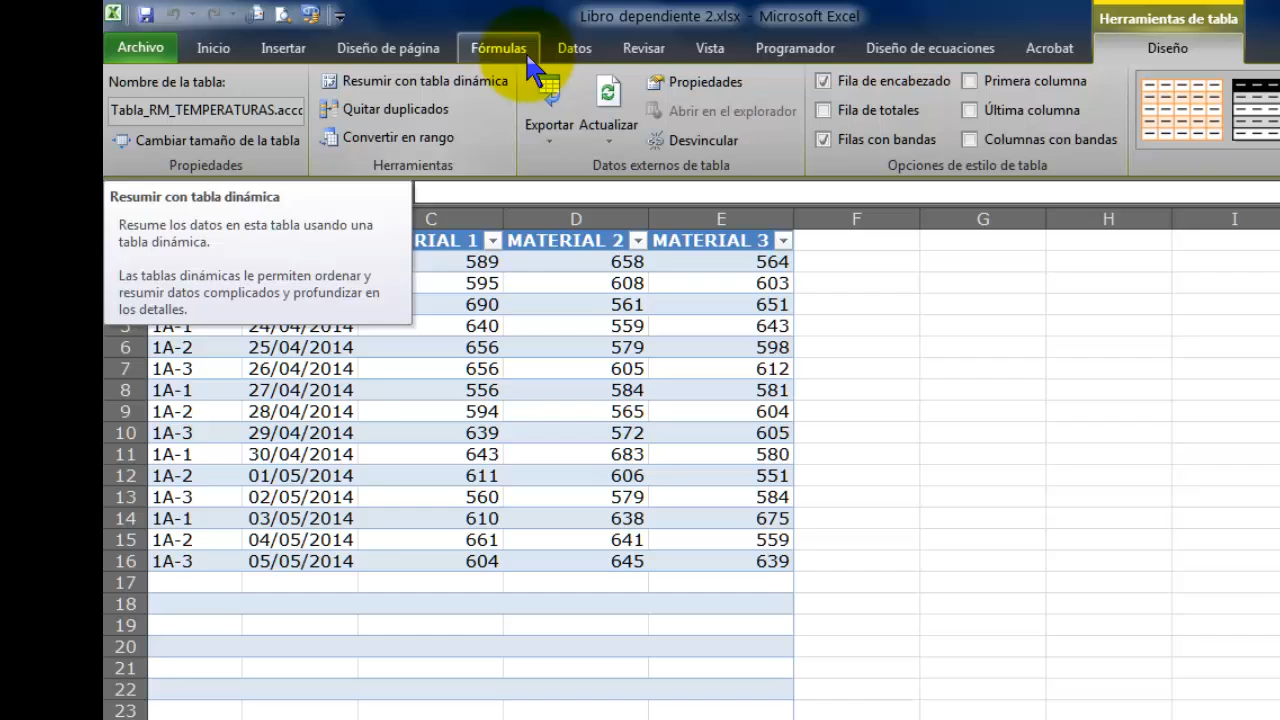 Libro dependiente 2.xlsx - Microsoft Excel
Herramientas de tabla
Archivo Inicio Insertar Diseño de página Fórmulas Datos Revisar Vista Programador Diseño de ecuaciones Acrobat Diseño
Nombre de la tabla:
Tabla_RM_TEMPERATURAS.accc
Cambiar tamaño de la tabla
Propiedades
Resumir con tabla dinámica
Quitar duplicados
Convertir en rango
Herramientas
Exportar Actualizar
Propiedades
Abrir en el explorador
Desvincular
Datos externos de tabla
Fila de encabezado Primera columna
Fila de totales Última columna
Filas con bandas Columnas con bandas
Opciones de estilo de tabla
Resumir con tabla dinámica
Resume los datos en esta tabla usando una
tabla dinámica.
Las tablas dinámicas le permiten ordenar y
resumir datos complicados y profundizar en
los detalles.
C D E F G H I
RIAL 1 MATERIAL 2 MATERIAL 3
589 658 564
595 608 603
690 561 651
5 1A-1 24/04/2014 640 559 643
6 1A-2 25/04/2014 656 579 598
7 1A-3 26/04/2014 656 605 612
8 1A-1 27/04/2014 556 584 581
9 1A-2 28/04/2014 594 565 604
10 1A-3 29/04/2014 639 572 605
11 1A-1 30/04/2014 643 683 580
12 1A-2 01/05/2014 611 606 551
13 1A-3 02/05/2014 560 579 584
14 1A-1 03/05/2014 610 638 675
15 1A-2 04/05/2014 661 641 559
16 1A-3 05/05/2014 604 645 639
17
18
19
20
21
22
23